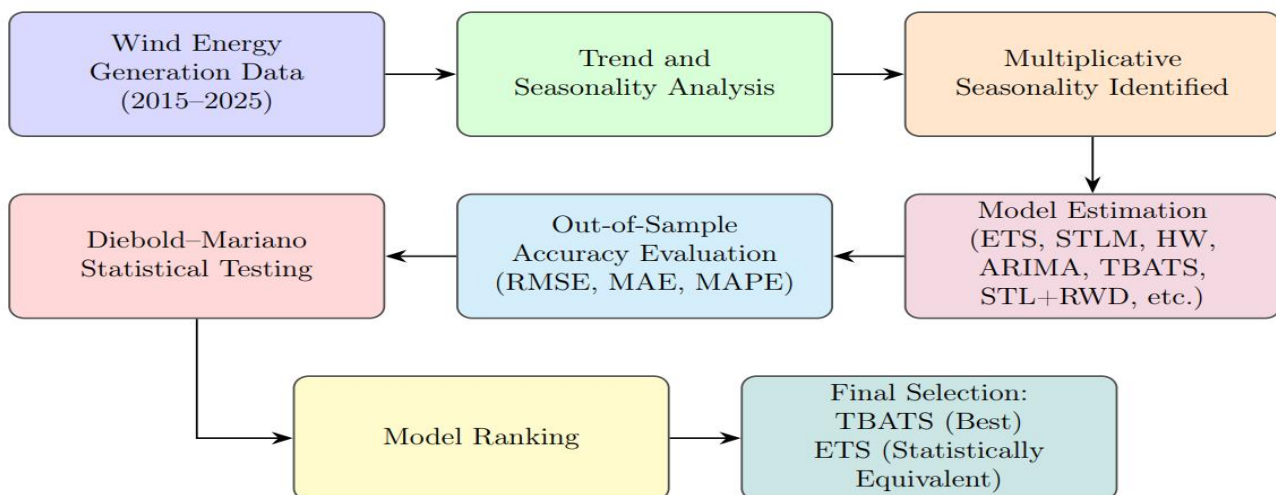 Wind Energy
Generation Data
(2015–2025)
Trend and
Seasonality Analysis
Multiplicative
Seasonality Identified
Model Estimation
(ETS, STLM, HW,
ARIMA, TBATS,
STL+RWD, etc.)
Out-of-Sample
Accuracy Evaluation
(RMSE, MAE, MAPE)
Diebold–Mariano
Statistical Testing
Model Ranking
Final Selection:
TBATS (Best)
ETS (Statistically
Equivalent)